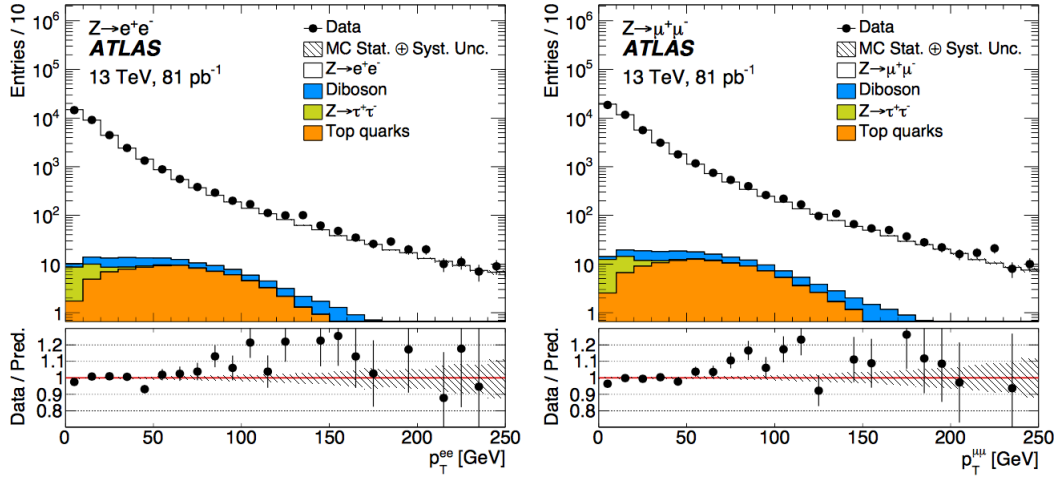 Entries / 10
10⁶
10⁵
10⁴
10³
10²
10
1
Z→e⁺e⁻
ATLAS
13 TeV, 81 pb⁻¹
Data
MC Stat. ⊕ Syst. Unc.
Z→e⁺e⁻
Diboson
Z→τ⁺τ⁻
Top quarks
Data / Pred.
1.2
1.1
1
0.9
0.8
0 50 100 150 200 250
p_T^ee [GeV]
Entries / 10
10⁶
10⁵
10⁴
10³
10²
10
1
Z→μ⁺μ⁻
ATLAS
13 TeV, 81 pb⁻¹
Data
MC Stat. ⊕ Syst. Unc.
Z→μ⁺μ⁻
Diboson
Z→τ⁺τ⁻
Top quarks
Data / Pred.
1.2
1.1
1
0.9
0.8
0 50 100 150 200 250
p_T^μμ [GeV]